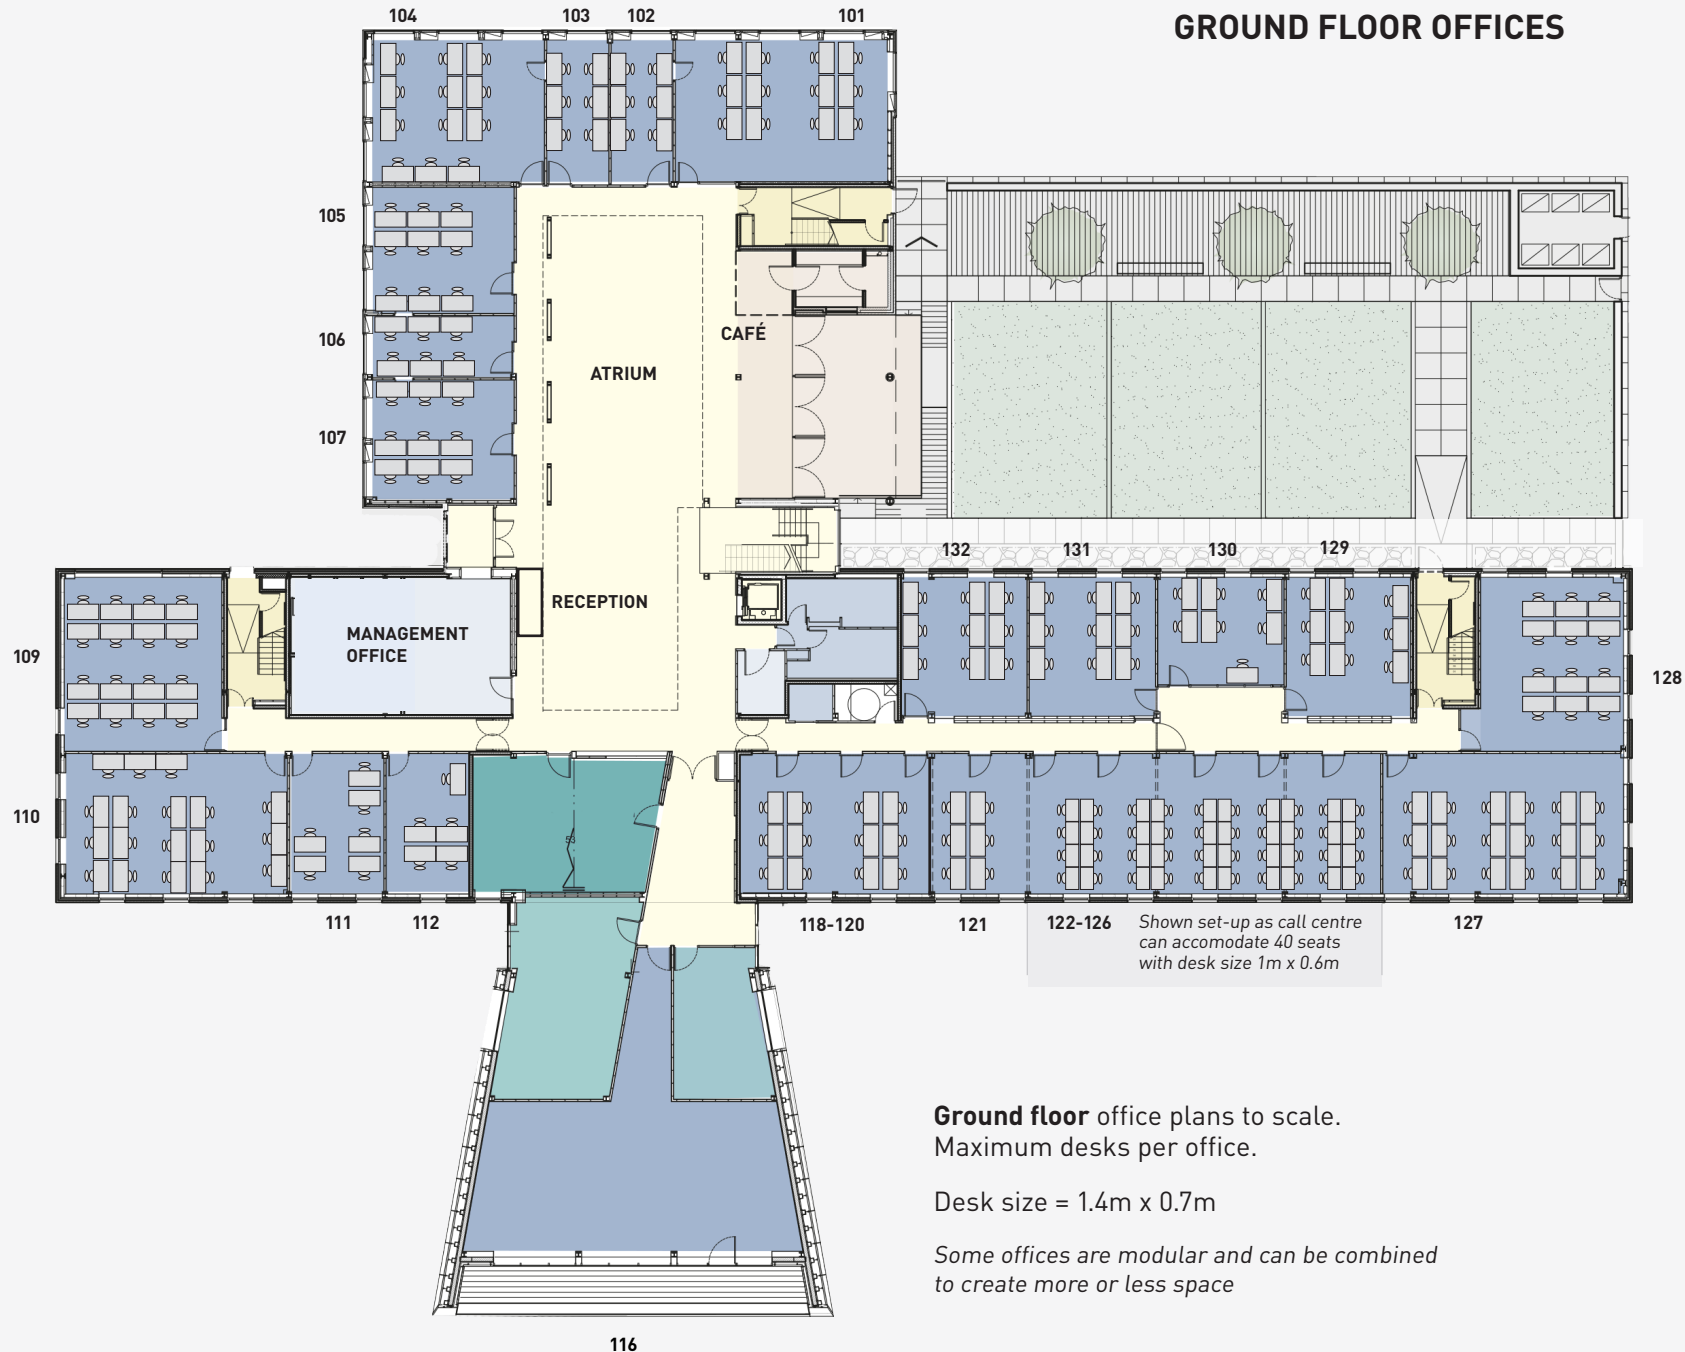 GROUND FLOOR OFFICES
104
103
102
101
105
106
107
CAFÉ
ATRIUM
RECEPTION
MANAGEMENT
OFFICE
109
110
132
131
130
129
128
111
112
118-120
121
122-126
Shown set-up as call centre
can accomodate 40 seats
with desk size 1m x 0.6m
127
Ground floor office plans to scale.
Maximum desks per office.
Desk size = 1.4m x 0.7m
Some offices are modular and can be combined
to create more or less space
116